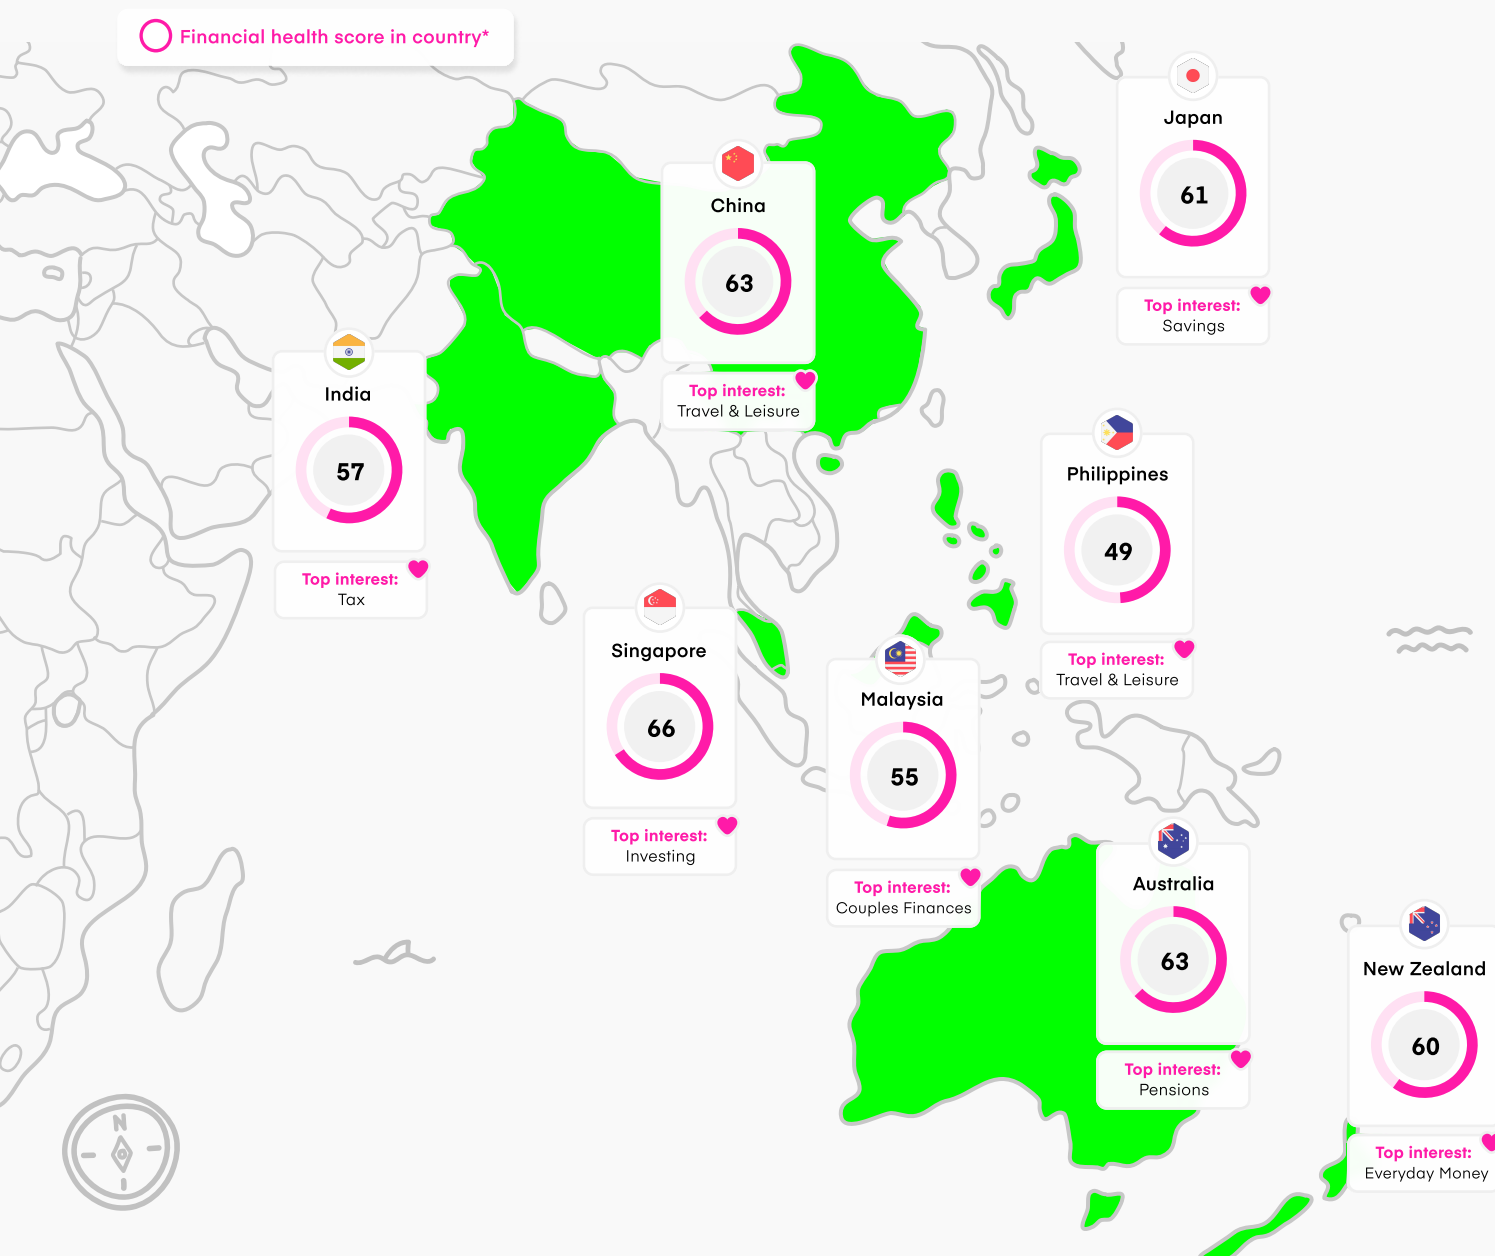 Financial health score in country*
Japan
61
Top interest:
Savings
China
63
Top interest:
Travel & Leisure
India
57
Top interest:
Tax
Philippines
49
Top interest:
Travel & Leisure
Singapore
66
Top interest:
Investing
Malaysia
55
Top interest:
Couples Finances
Australia
63
Top interest:
Pensions
New Zealand
60
Top interest:
Everyday Money
N